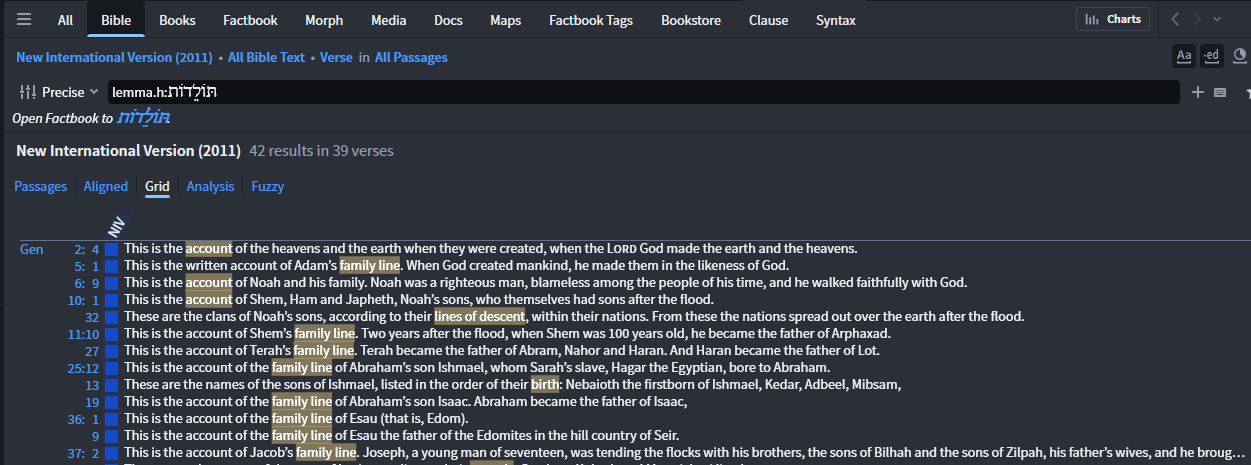 All Bible Books Factbook Morph Media Docs Maps Factbook Tags Bookstore Clause Syntax Charts
New International Version (2011) • All Bible Text • Verse in All Passages Aa ·ed
Precise lemma.h:תּוֹלֵדוֹת
Open Factbook to תּוֹלֵדוֹת.
New International Version (2011) 42 results in 39 verses
Passages Aligned Grid Analysis Fuzzy
NIV
Gen 2: 4 This is the account of the heavens and the earth when they were created, when the LORD God made the earth and the heavens.
5: 1 This is the written account of Adam’s family line. When God created mankind, he made them in the likeness of God.
6: 9 This is the account of Noah and his family. Noah was a righteous man, blameless among the people of his time, and he walked faithfully with God.
10: 1 This is the account of Shem, Ham and Japheth, Noah’s sons, who themselves had sons after the flood.
32 These are the clans of Noah’s sons, according to their lines of descent, within their nations. From these the nations spread out over the earth after the flood.
11:10 This is the account of Shem’s family line. Two years after the flood, when Shem was 100 years old, he became the father of Arphaxad.
27 This is the account of Terah’s family line. Terah became the father of Abram, Nahor and Haran. And Haran became the father of Lot.
25:12 This is the account of the family line of Abraham’s son Ishmael, whom Sarah’s slave, Hagar the Egyptian, bore to Abraham.
13 These are the names of the sons of Ishmael, listed in the order of their birth: Nebaioth the firstborn of Ishmael, Kedar, Adbeel, Mibsam,
19 This is the account of the family line of Abraham’s son Isaac. Abraham became the father of Isaac,
36: 1 This is the account of the family line of Esau (that is, Edom).
9 This is the account of the family line of Esau the father of the Edomites in the hill country of Seir.
37: 2 This is the account of Jacob’s family line. Joseph, a young man of seventeen, was tending the flocks with his brothers, the sons of Bilhah and the sons of Zilpah, his father’s wives, and he broug…